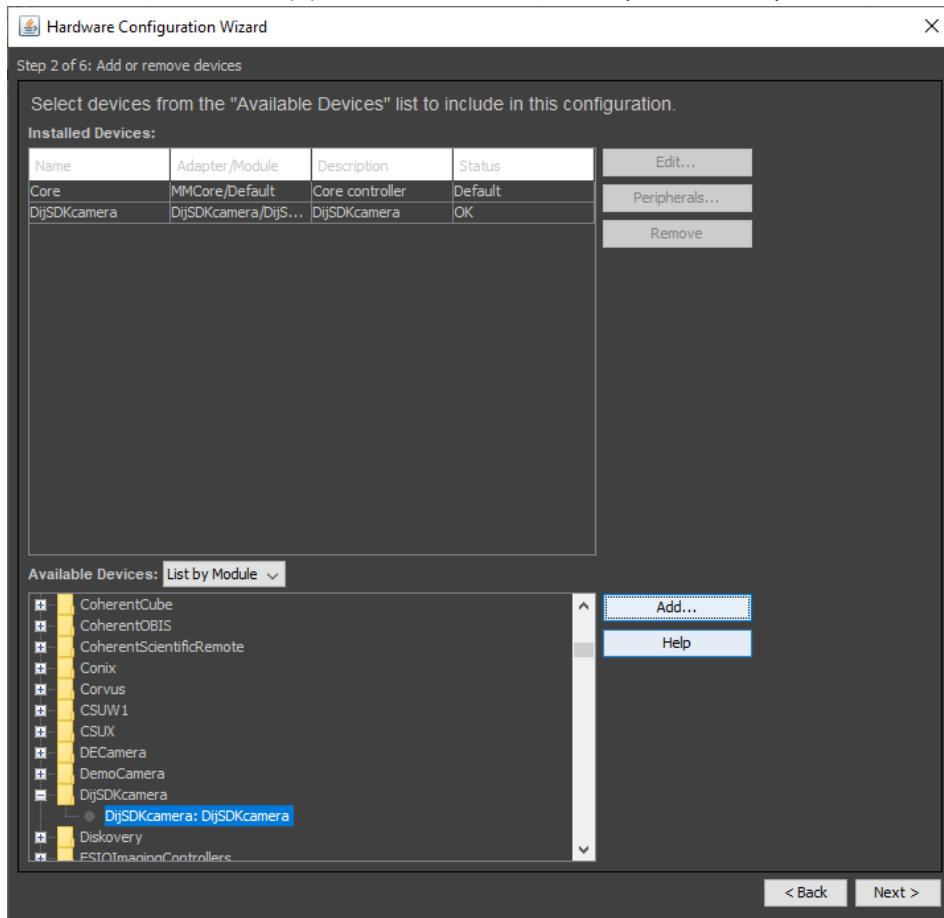 Hardware Configuration Wizard
Step 2 of 6: Add or remove devices
Select devices from the "Available Devices" list to include in this configuration.
Installed Devices:
Name Adapter/Module Description Status
Core MMCore/Default Core controller Default
DijSDKcamera DijSDKcamera/DijS... DijSDKcamera OK
Edit...
Peripherals...
Remove
Available Devices: List by Module
CoherentCube
CoherentOBIS
CoherentScientificRemote
Conix
Corvus
CSUW1
CSUX
DECamera
DemoCamera
DijSDKcamera
DijSDKcamera: DijSDKcamera
Diskovery
ESIOImagingControllers
Add...
Help
< Back Next >